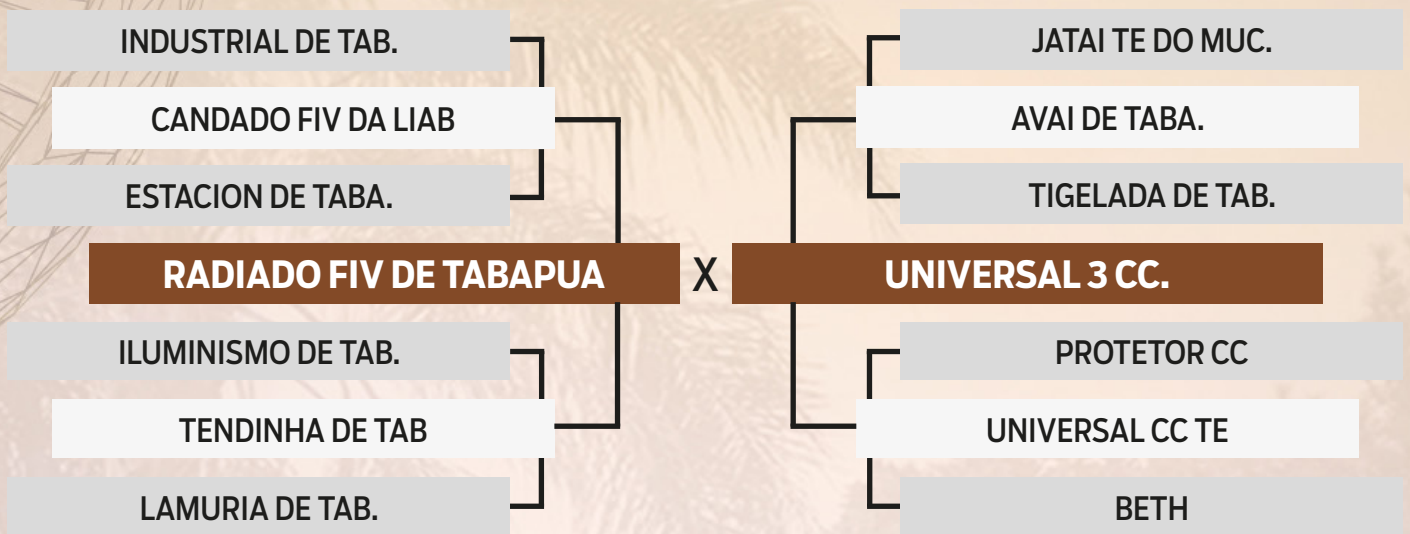 INDUSTRIAL DE TAB.
CANDADO FIV DA LIAB
ESTACION DE TABA.
RADIADO FIV DE TABAPUA
ILUMINISMO DE TAB.
TENDINHA DE TAB
LAMURIA DE TAB.
X
JATAI TE DO MUC.
AVAI DE TABA.
TIGELADA DE TAB.
UNIVERSAL 3 CC.
PROTETOR CC
UNIVERSAL CC TE
BETH